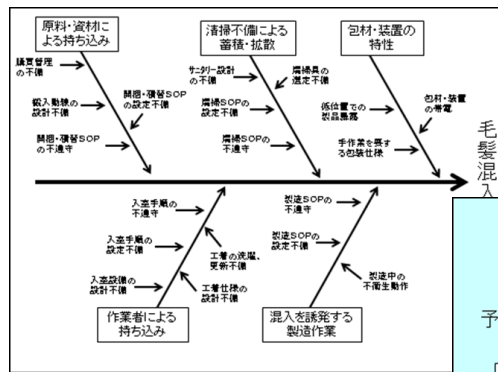 原料・資材による
持ち込み
清掃不備による
蓄積・拡散
包材・装置の
特性
購買管理
の不備
搬入動線の
設計不備
開梱・積替SOP
の不遵守
開梱・積替SOP
の設定不備
サニタリー設計
の不備
清掃SOPの
設定不備
清掃SOPの
不遵守
清掃具の
選定不備
低位置での
製品暴露
手作業を要す
る包装仕様
包材・装置
の帯電
毛髪混入
入室手順の
不遵守
入室手順の
設定不備
入室設備の
設計不備
工着の洗濯、
更新不備
工着仕様の
設計不備
製造SOPの
不遵守
製造SOPの
設定不備
製造中の
不衛生動作
作業者による
持ち込み
混入を誘発する
製造作業
予